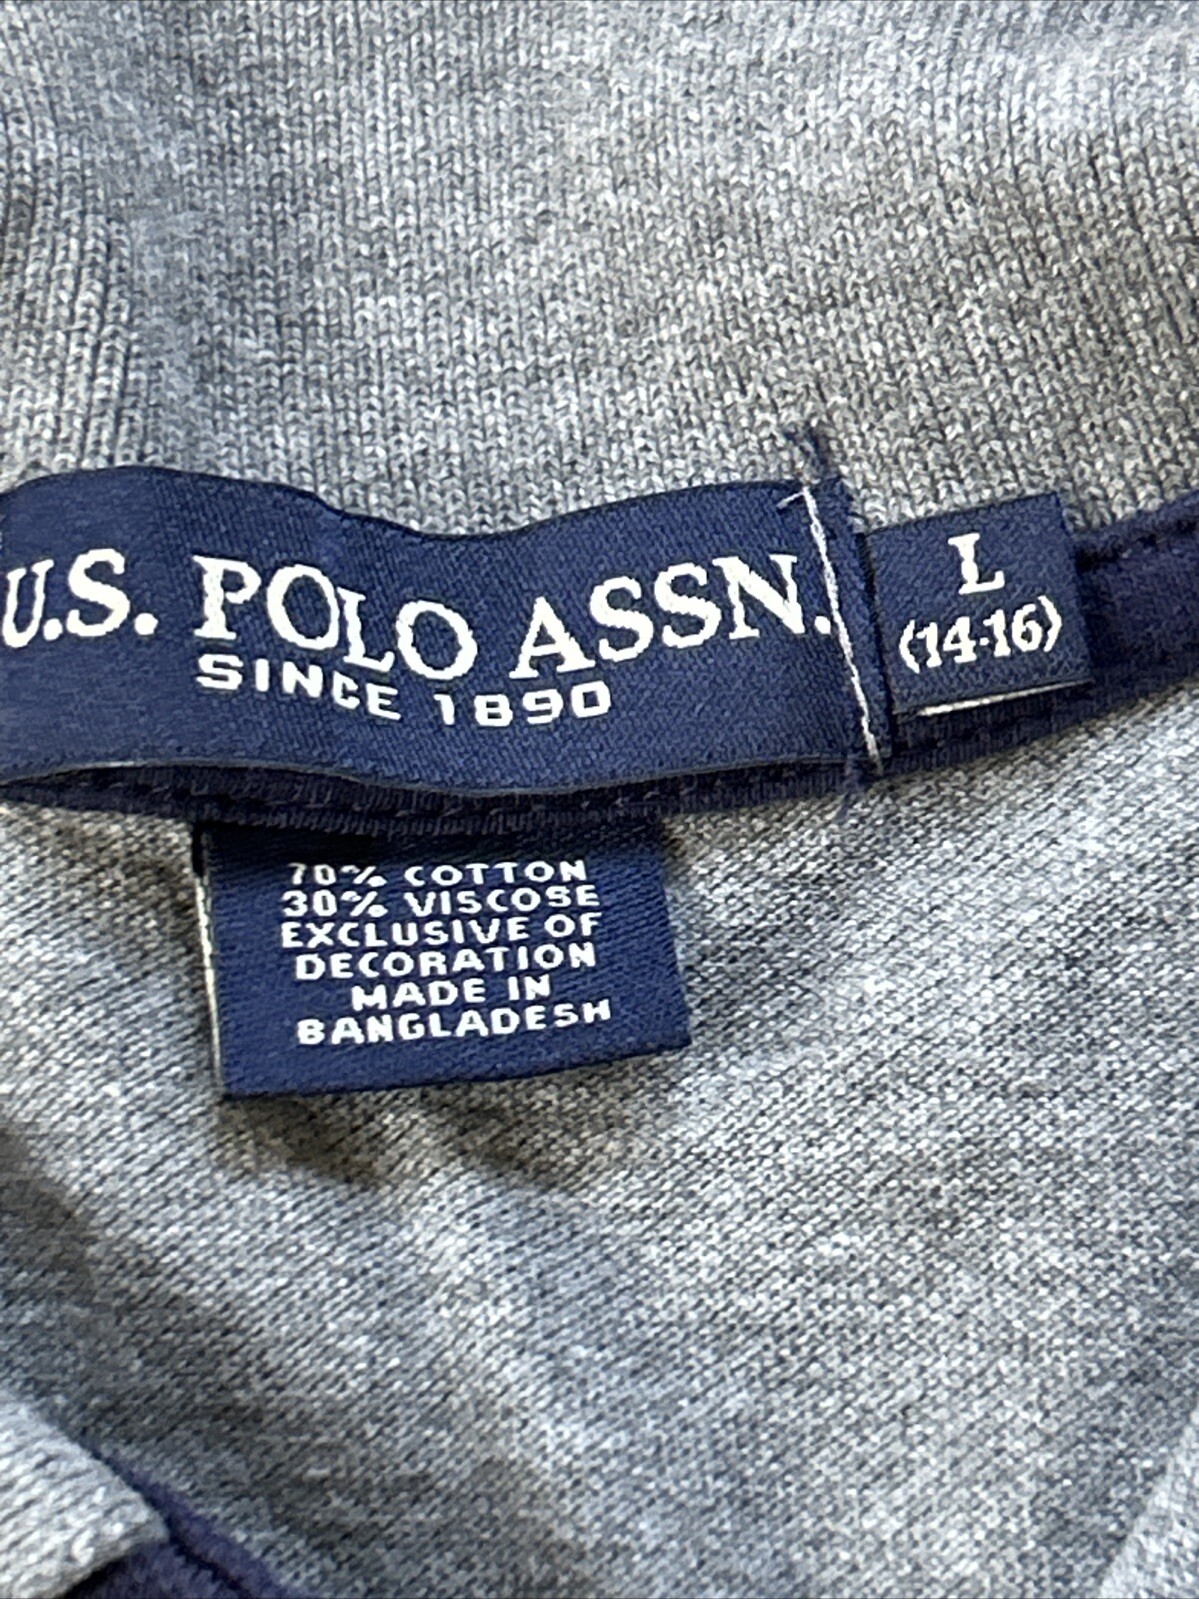 U.S. POLO ASSN.
SINCE 1890
L
(14-16)
70% COTTON
30% VISCOSE
EXCLUSIVE OF
DECORATION
MADE IN
BANGLADESH